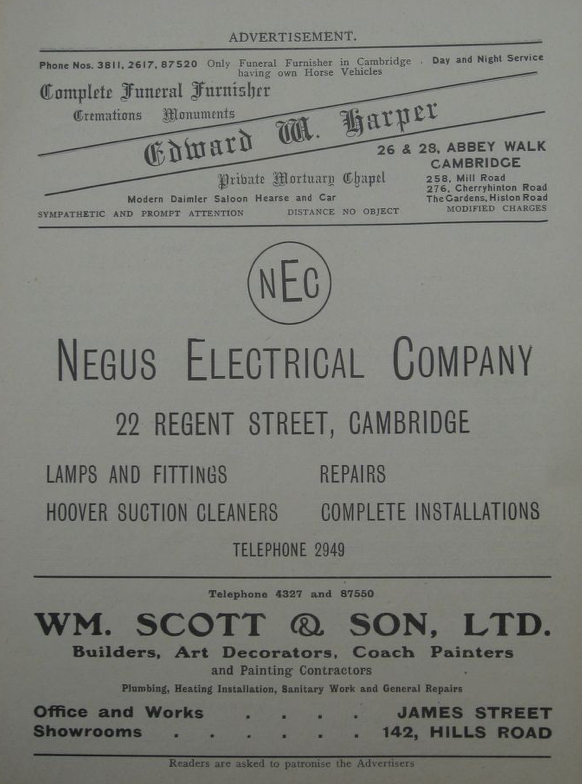 ADVERTISEMENT.
Phone Nos. 3811, 2617, 87520 Only Funeral Furnisher in Cambridge . Day and Night Service
having own Horse Vehicles
Complete Funeral Furnisher
Cremations Monuments
Edward W. Harper
26 & 28, ABBEY WALK
CAMBRIDGE
Private Mortuary Chapel
258, Mill Road
276, Cherryhinton Road
Modern Daimler Saloon Hearse and Car
The Gardens, Histon Road
SYMPATHETIC AND PROMPT ATTENTION DISTANCE NO OBJECT MODIFIED CHARGES
NEC
NEGUS ELECTRICAL COMPANY
22 REGENT STREET, CAMBRIDGE
LAMPS AND FITTINGS REPAIRS
HOOVER SUCTION CLEANERS COMPLETE INSTALLATIONS
TELEPHONE 2949
Telephone 4327 and 87550
WM. SCOTT & SON, LTD.
Builders, Art Decorators, Coach Painters
and Painting Contractors
Plumbing, Heating Installation, Sanitary Work and General Repairs
Office and Works . . . . JAMES STREET
Showrooms . . . . . 142, HILLS ROAD
Readers are asked to patronise the Advertisers